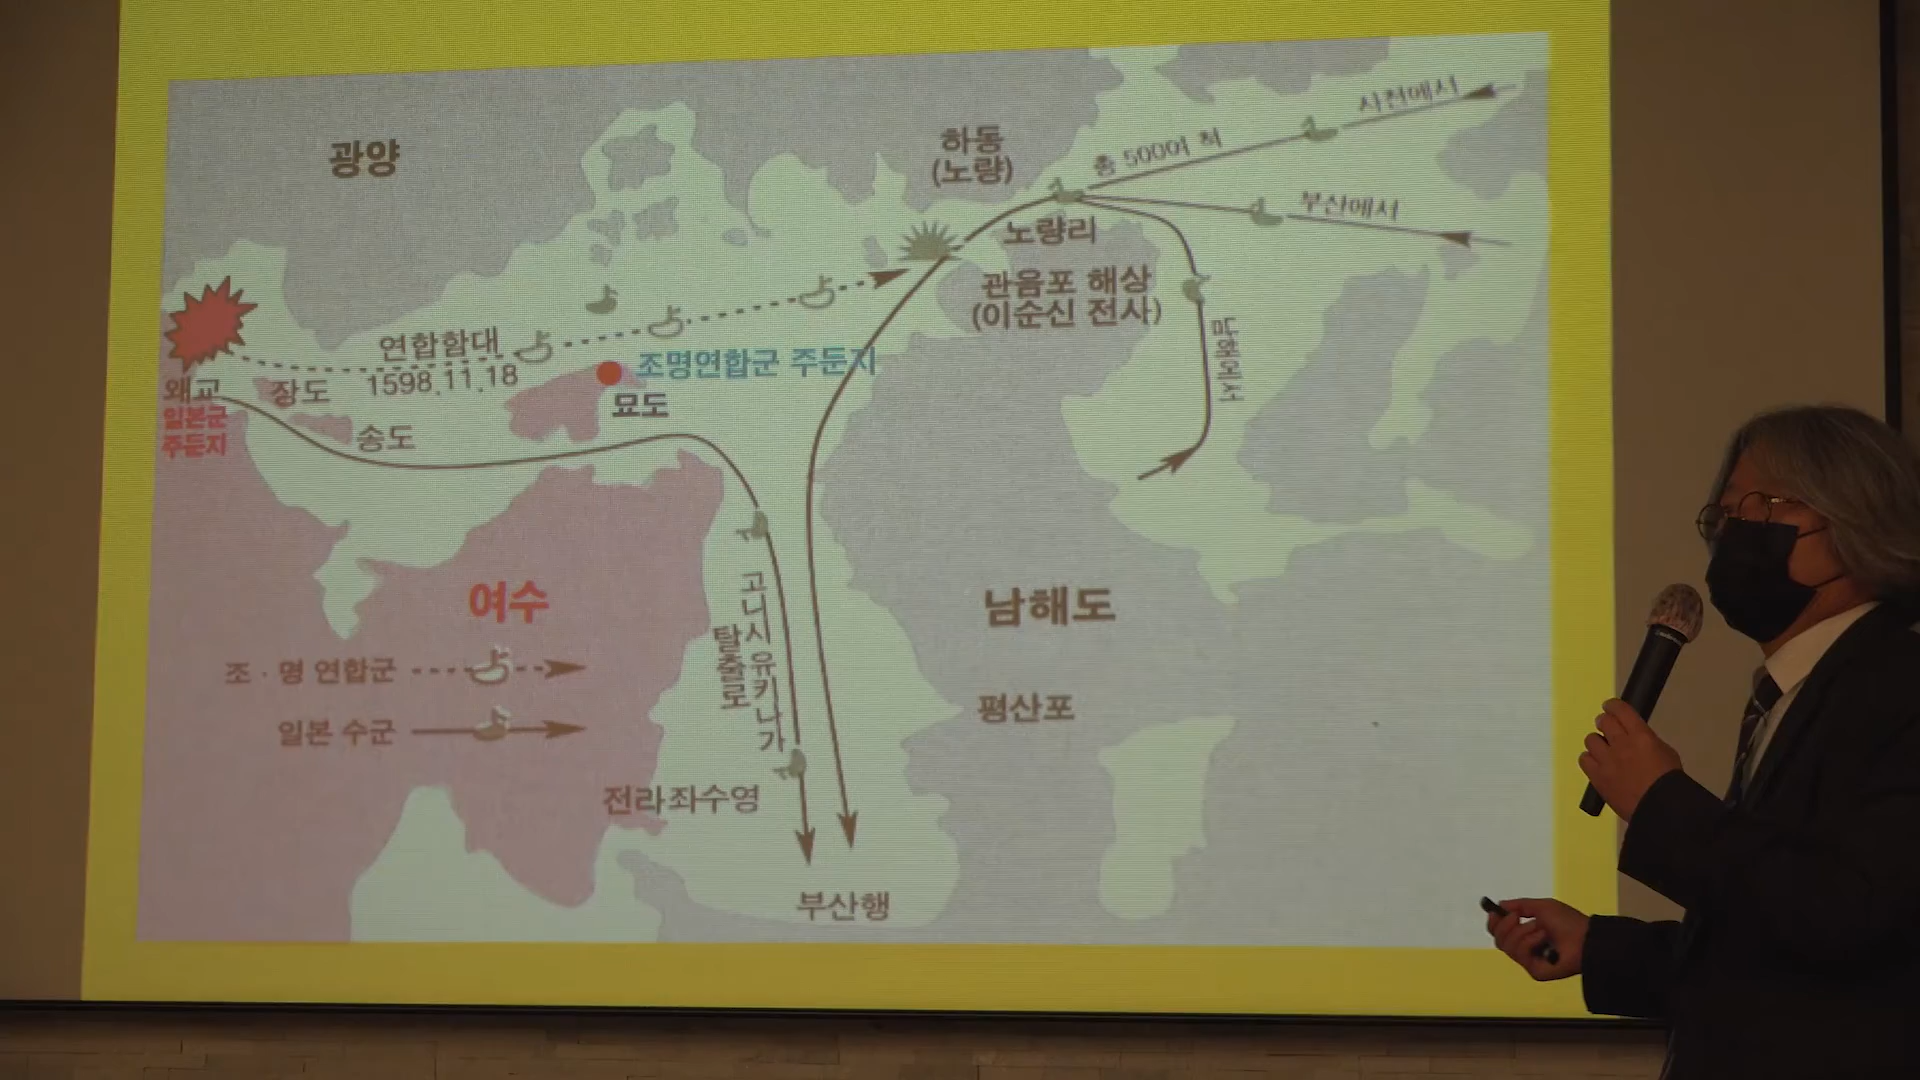 광양
하동
(노량)
사천에서
총 500여 척
부산에서
노량리
관음포 해상
(이순신 전사)
남해에서
연합함대
1598.11.18
조명연합군 주둔지
묘도
왜교
일본군
주둔지
장도
송도
여수
조·명 연합군
일본 수군
고니시 유키나가
탈출로
남해도
평산포
전라좌수영
부산행